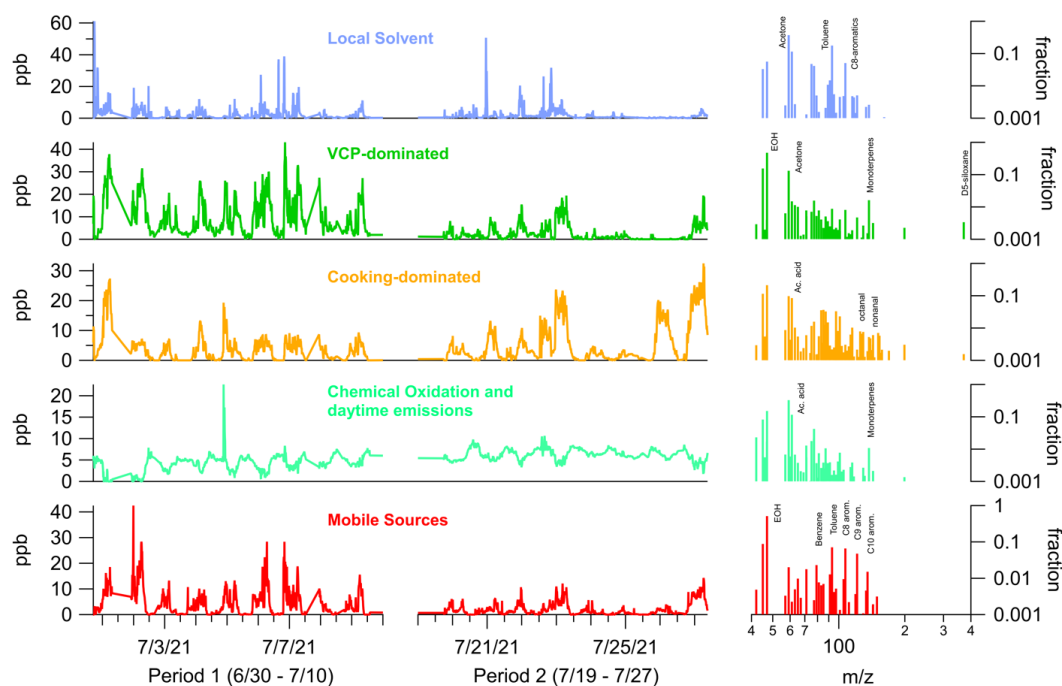 60
40
20
0
ppb
Local Solvent
Acetone
Toluene
C8-aromatics
0.1
0.001
fraction
40
30
20
10
0
ppb
VCP-dominated
EOH
Acetone
Monoterpenes
D5-siloxane
0.1
0.001
fraction
30
20
10
0
ppb
Cooking-dominated
Ac. acid
octanal
nonanal
0.1
0.001
fraction
20
15
10
5
0
ppb
Chemical Oxidation and
daytime emissions
Ac. acid
Monoterpenes
0.1
0.001
fraction
40
30
20
10
0
ppb
Mobile Sources
EOH
Benzene
Toluene
C8 arom.
C9 arom.
C10 arom.
1
0.1
0.01
0.001
fraction
7/3/21 7/7/21 7/21/21 7/25/21
4 5 6 7 100 2 3 4
Period 1 (6/30 - 7/10) Period 2 (7/19 - 7/27) m/z